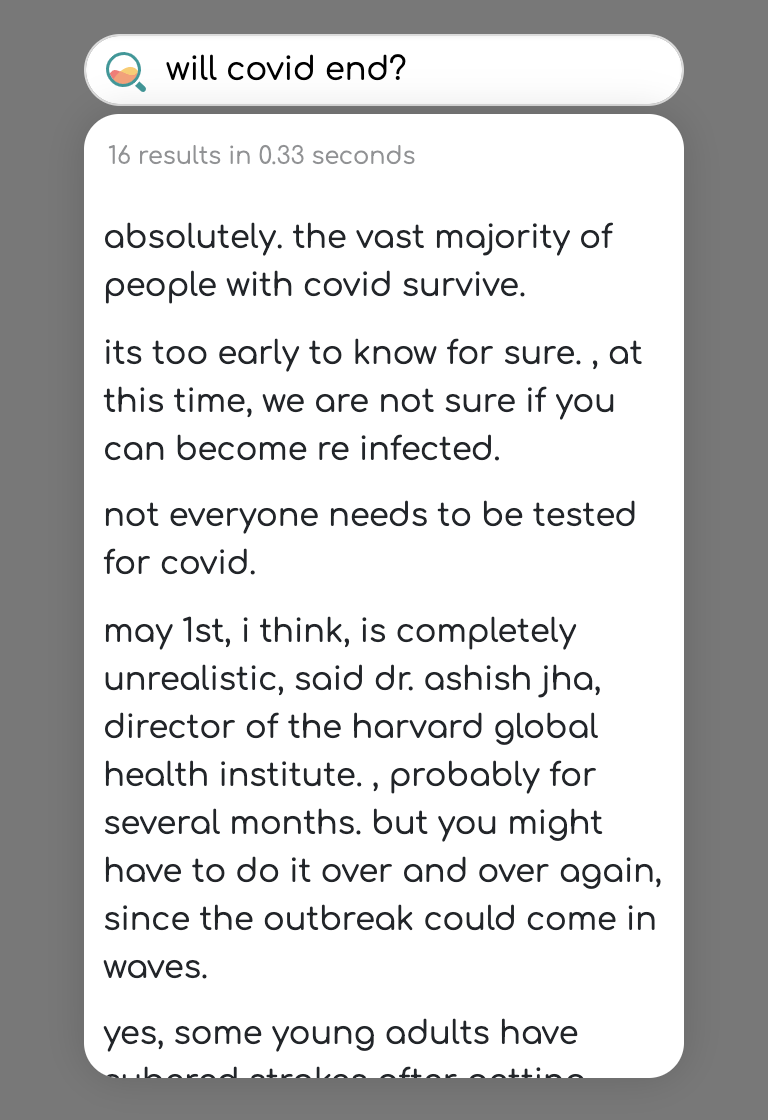 will covid end?
16 results in 0.33 seconds
absolutely. the vast majority of
people with covid survive.
its too early to know for sure. , at
this time, we are not sure if you
can become re infected.
not everyone needs to be tested
for covid.
may 1st, i think, is completely
unrealistic, said dr. ashish jha,
director of the harvard global
health institute. , probably for
several months. but you might
have to do it over and over again,
since the outbreak could come in
waves.
yes, some young adults have
strokes after getting